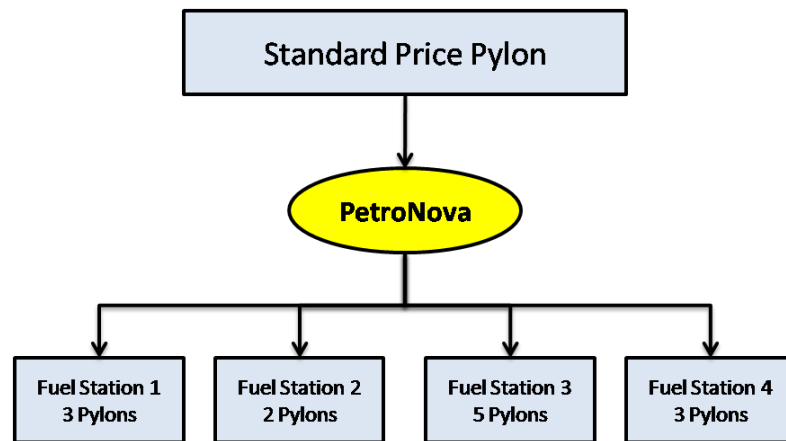 Standard Price Pylon
PetroNova
Fuel Station 1
3 Pylons
Fuel Station 2
2 Pylons
Fuel Station 3
5 Pylons
Fuel Station 4
3 Pylons